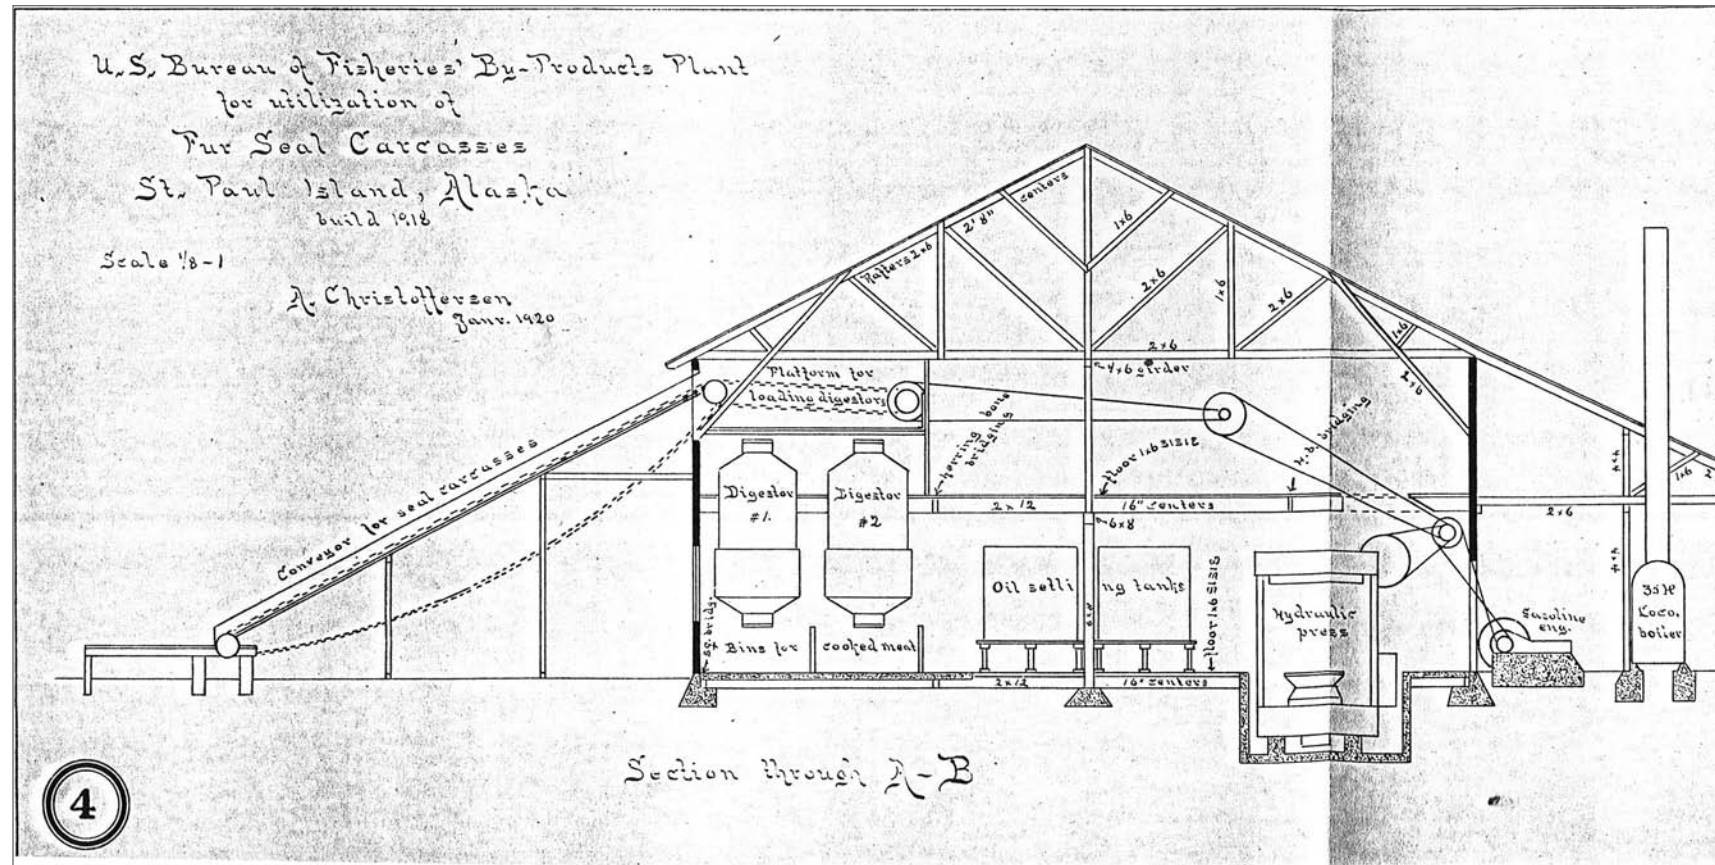 U.S. Bureau of Fisheries' By-Products Plant
for utilization of
Fur Seal Carcasses
St. Paul Island, Alaska
build 1918
Scale 1/8-1
A. Christoffersen
Janr. 1920
centers
2' 8"
Rafters 2x6
1x6
2x6
1x6
2x6
1x6
2x6
2x6
4x6 girder
Platform for
loading digestors
herring bone
bridging
floor 1x6 S1S1S
H.b. bridging
Conveyor for seal carcasses
Digestor
#1.
Digestor
#2
2x12
16" centers
6x8
2x6
4x4
1x6
4x4
Oil settling tanks
floor 1x6 S1S1S
Hydraulic
press
Gasoline
eng.
35 H
Loco.
boiler
Bins for cooked meat
2x12
16" centers
Section through A-B
4